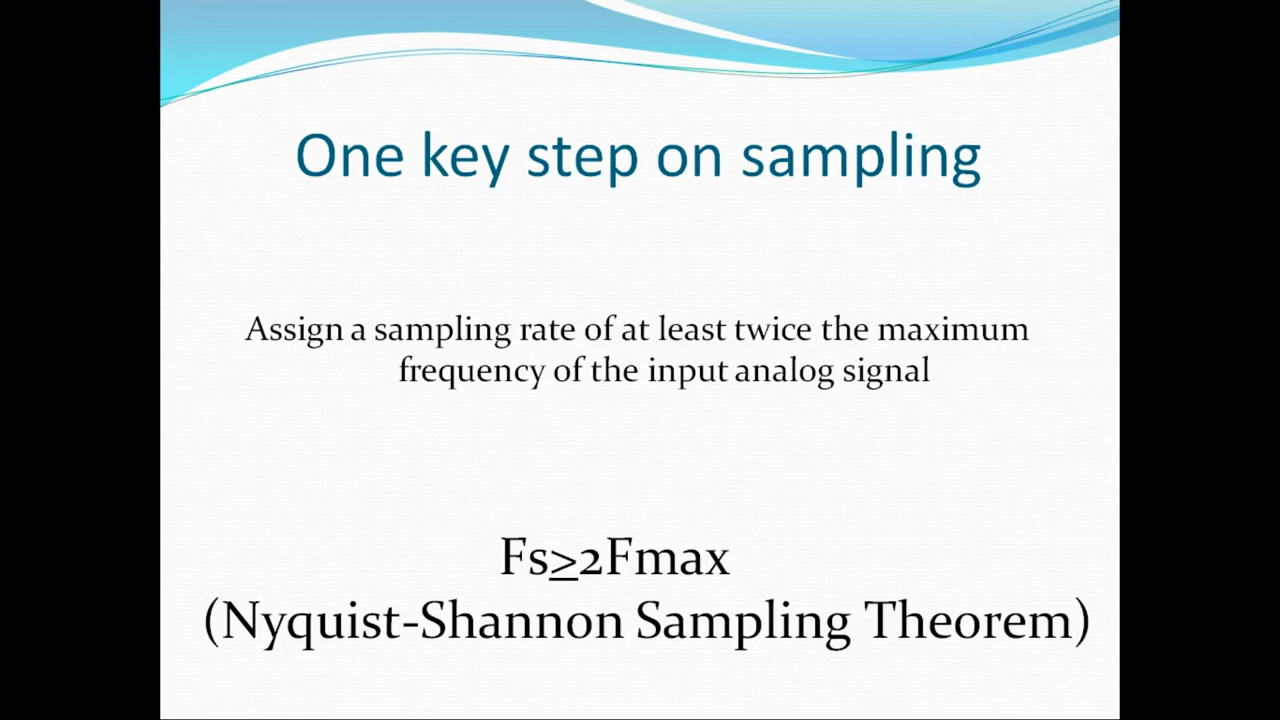 One key step on sampling
Assign a sampling rate of at least twice the maximum
frequency of the input analog signal
Fs≥2Fmax
(Nyquist-Shannon Sampling Theorem)